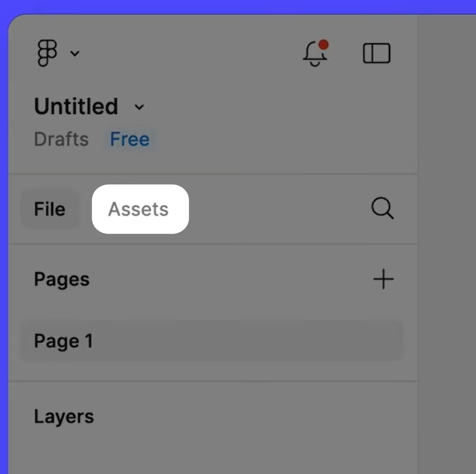 Untitled
Drafts Free
File Assets
Pages
Page 1
Layers